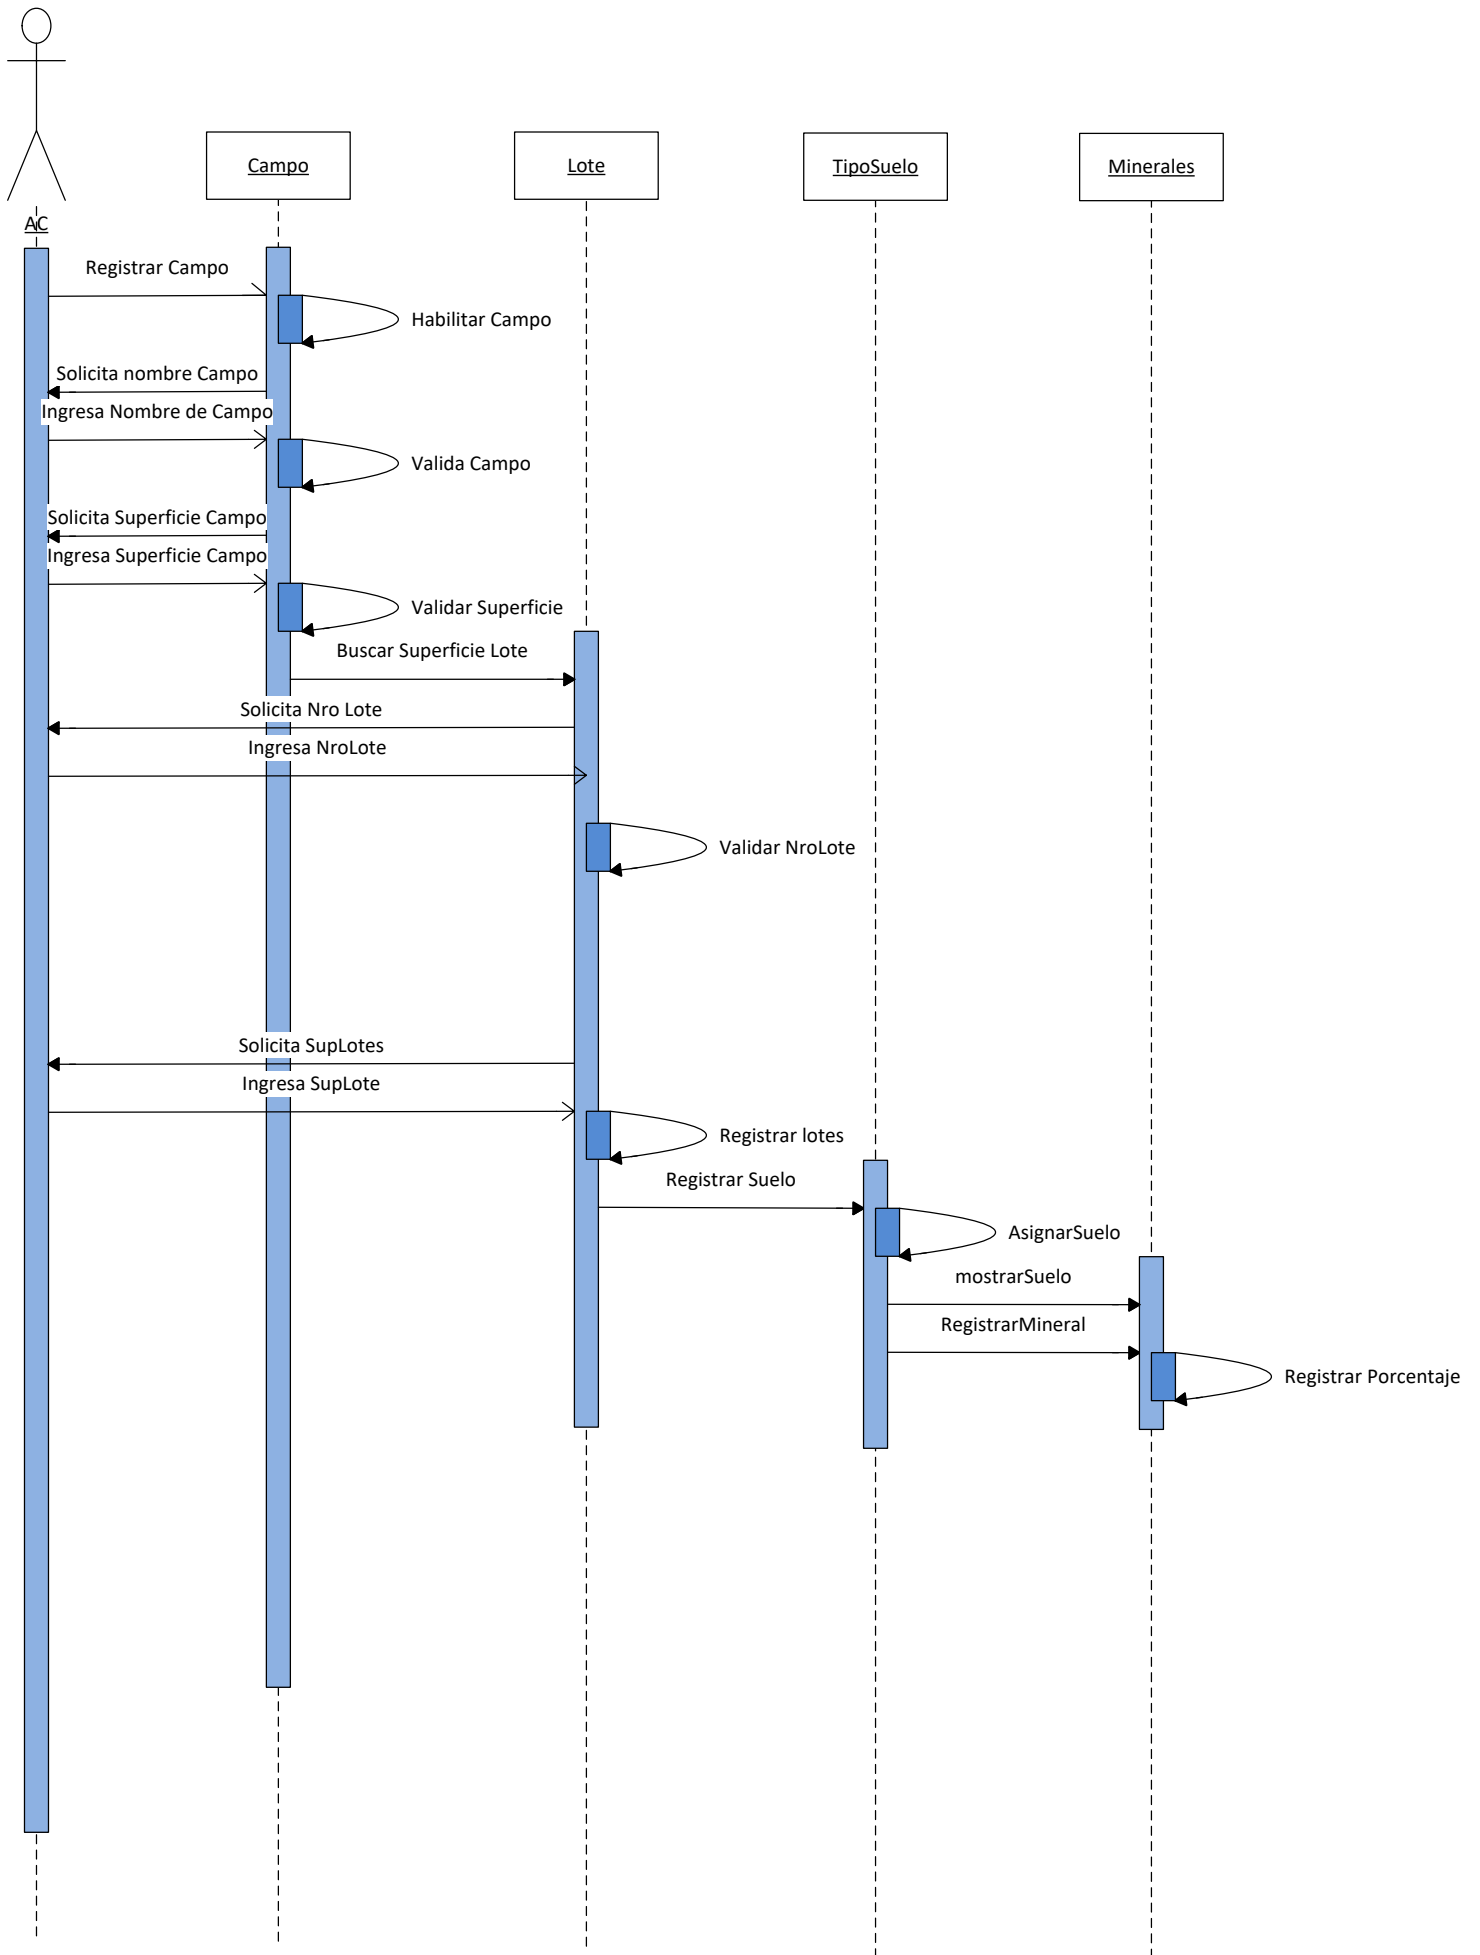 Campo
Lote
TipoSuelo
Minerales
AC
Registrar Campo
Habilitar Campo
Solicita nombre Campo
Ingresa Nombre de Campo
Valida Campo
Solicita Superficie Campo
Ingresa Superficie Campo
Validar Superficie
Buscar Superficie Lote
Solicita Nro Lote
Ingresa NroLote
Validar NroLote
Solicita SupLotes
Ingresa SupLote
Registrar lotes
Registrar Suelo
AsignarSuelo
mostrarSuelo
RegistrarMineral
Registrar Porcentaje